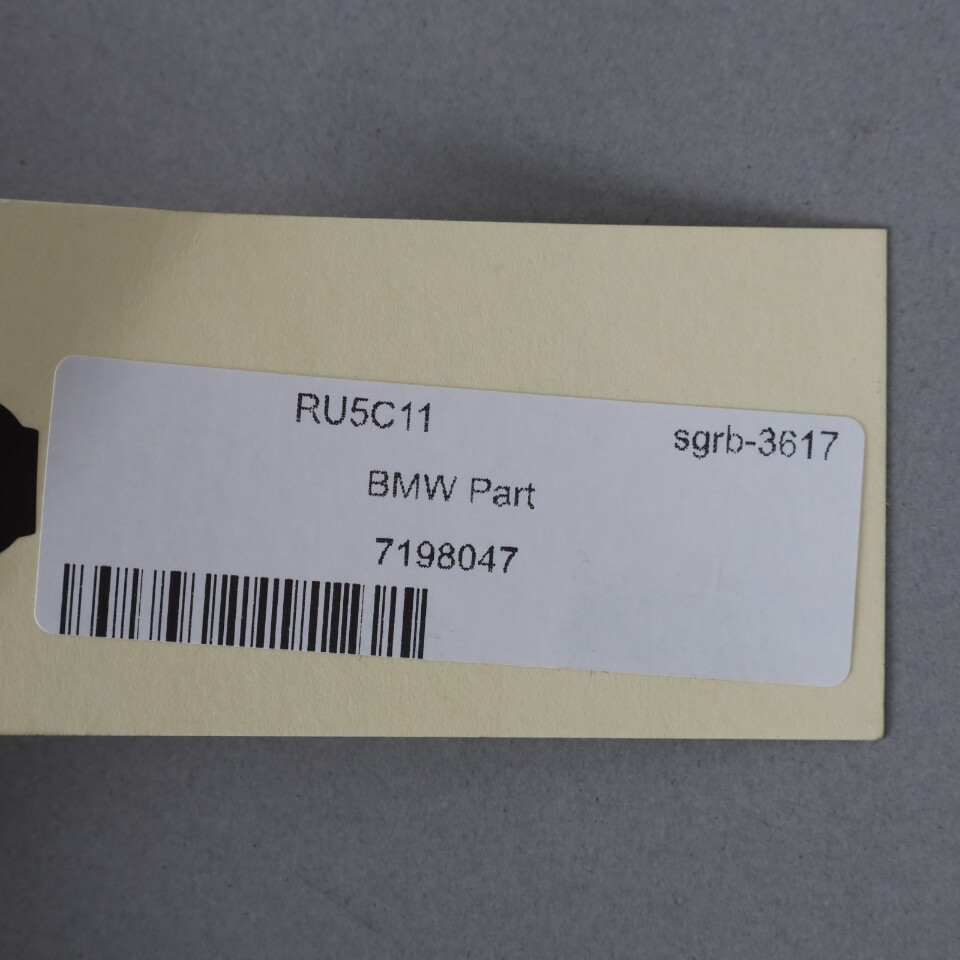 RU5C11
sgrb-3617
BMW Part
7198047